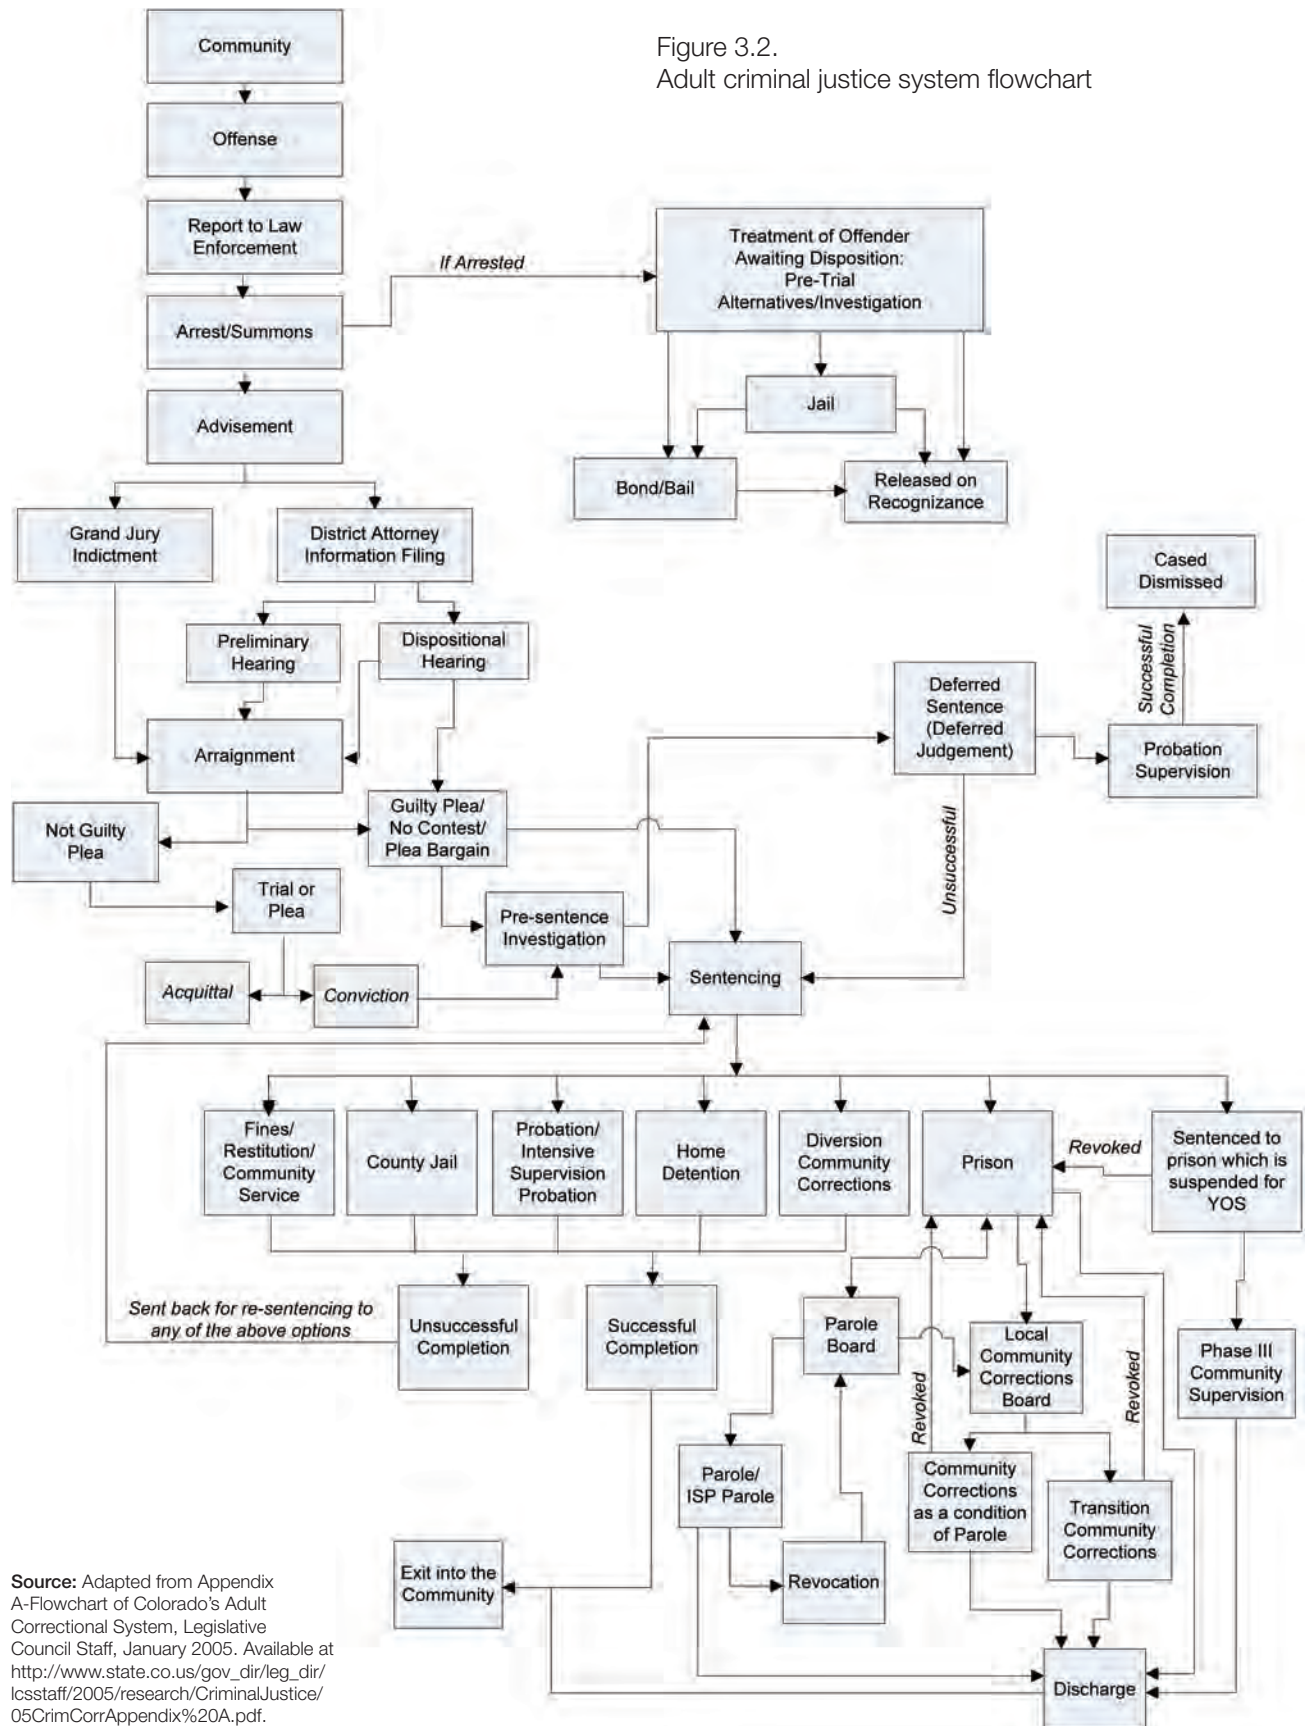 Figure 3.2.
Adult criminal justice system flowchart
Community
Offense
Report to Law
Enforcement
If Arrested
Treatment of Offender
Awaiting Disposition:
Pre-Trial
Alternatives/Investigation
Arrest/Summons
Jail
Advisement
Bond/Bail
Released on
Recognizance
Grand Jury
Indictment
District Attorney
Information Filing
Cased
Dismissed
Preliminary
Hearing
Dispositional
Hearing
Successful
Completion
Deferred
Sentence
(Deferred
Judgement)
Probation
Supervision
Arraignment
Not Guilty
Plea
Guilty Plea/
No Contest/
Plea Bargain
Unsuccessful
Trial or
Plea
Pre-sentence
Investigation
Sentencing
Acquittal
Conviction
Fines/
Restitution/
Community
Service
County Jail
Probation/
Intensive
Supervision
Probation
Home
Detention
Diversion
Community
Corrections
Prison
Revoked
Sentenced to
prison which is
suspended for
YOS
Sent back for re-sentencing to
any of the above options
Unsuccessful
Completion
Successful
Completion
Parole
Board
Local
Community
Corrections
Board
Phase III
Community
Supervision
Revoked
Revoked
Parole/
ISP Parole
Community
Corrections
as a condition
of Parole
Transition
Community
Corrections
Exit into the
Community
Revocation
Discharge
Source: Adapted from Appendix
A-Flowchart of Colorado's Adult
Correctional System, Legislative
Council Staff, January 2005. Available at
http://www.state.co.us/gov_dir/leg_dir/
lcsstaff/2005/research/CriminalJustice/
05CrimCorrAppendix%20A.pdf.